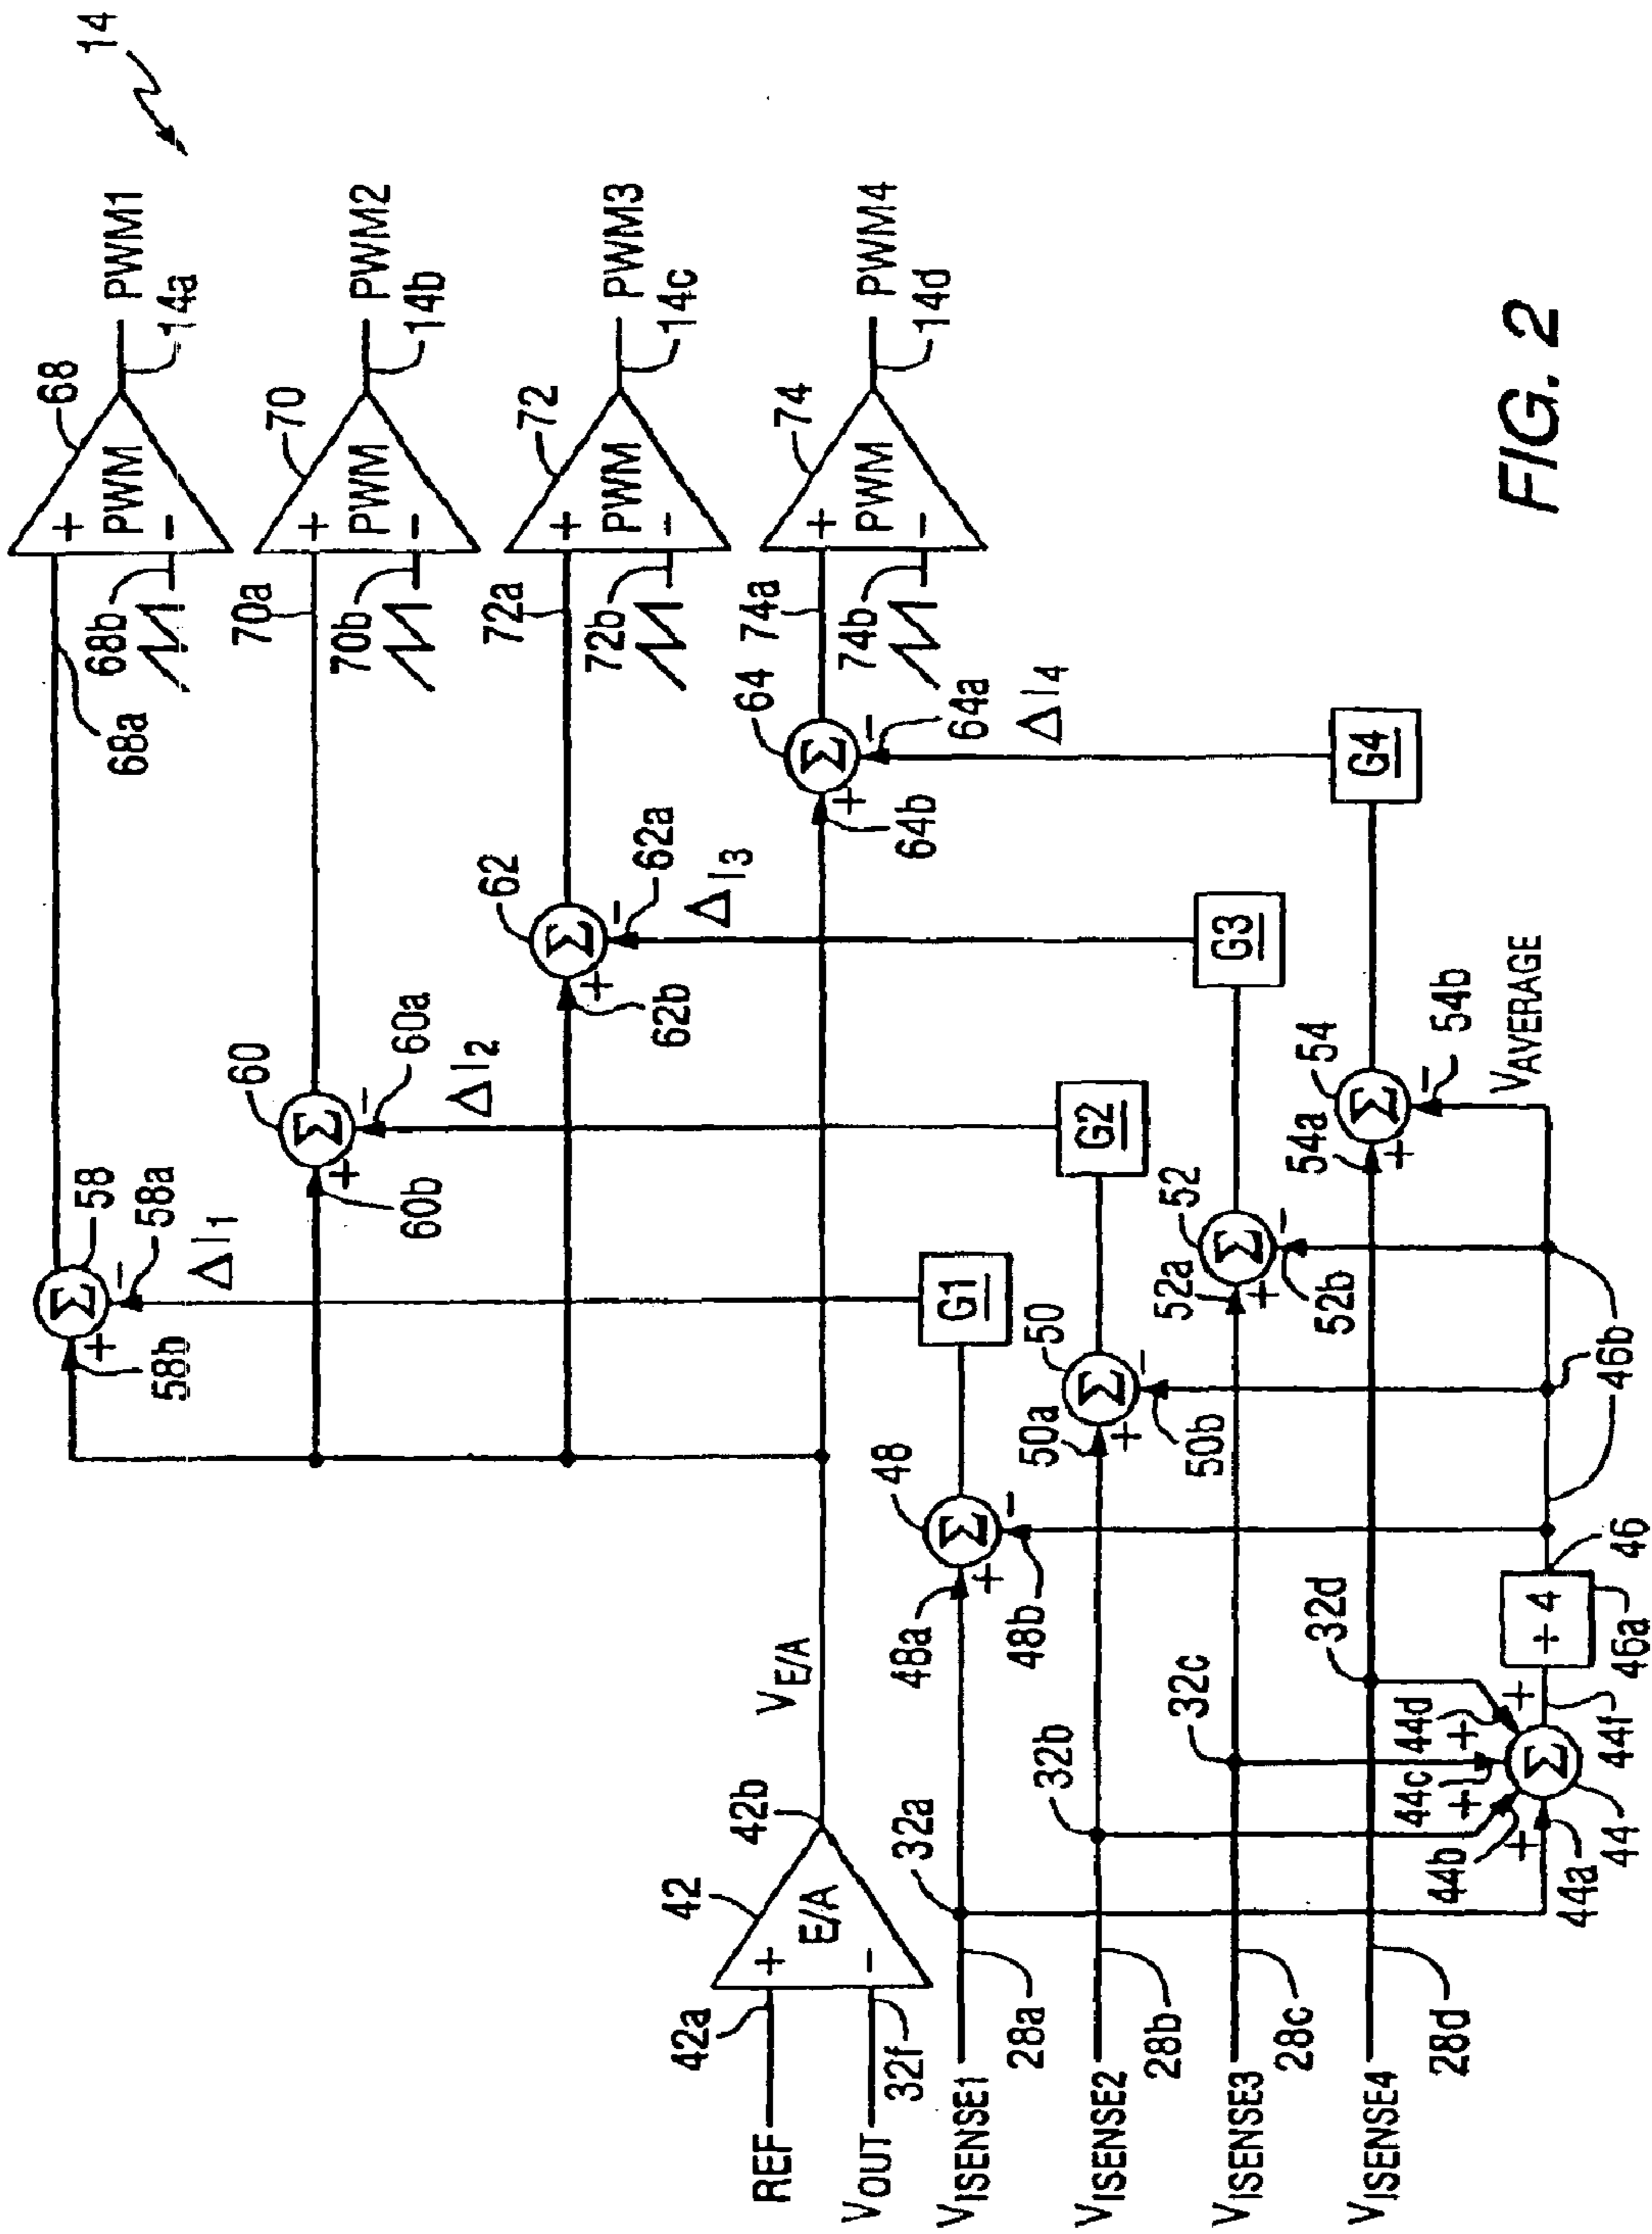 14
PWM1
14a
68
PWM
+
-
68a
68b
PWM2
14b
70
PWM
+
-
70a
70b
PWM3
14c
72
PWM
+
-
72a
72b
PWM4
14d
74
PWM
+
-
74a
74b
58
Σ
+
-
58a
58b
ΔI1
60
Σ
+
-
60a
60b
ΔI2
62
Σ
+
-
62a
62b
ΔI3
64
Σ
+
-
64a
64b
ΔI4
REF
42a
VOUT
32f
42
E/A
+
-
42b
VE/A
VISENSE1
28a
32a
48a
48
Σ
+
-
48b
G1
VISENSE2
28b
32b
50a
50
Σ
+
-
50b
G2
VISENSE3
28c
32c
52a
52
Σ
+
-
52b
G3
VISENSE4
28d
32d
54a
54
Σ
+
-
54b
G4
44a
+
44b
+
44c
+
44d
+
Σ
44
44f
÷ 4
46a
46
46b
VAVERAGE
FIG. 2